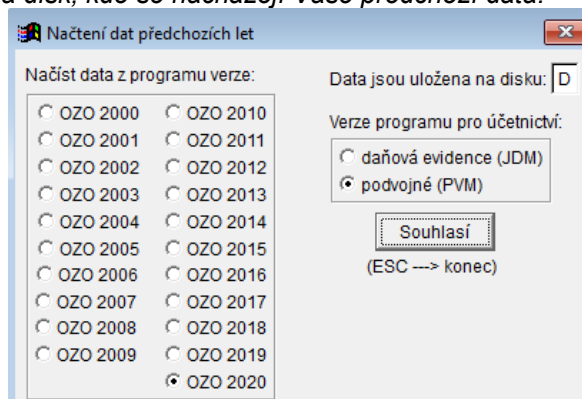 a disk, kde se nacházejí Vaše předchozí data.
Načtení dat předchozích let
Načíst data z programu verze:
OZO 2000 OZO 2010
OZO 2001 OZO 2011
OZO 2002 OZO 2012
OZO 2003 OZO 2013
OZO 2004 OZO 2014
OZO 2005 OZO 2015
OZO 2006 OZO 2016
OZO 2007 OZO 2017
OZO 2008 OZO 2018
OZO 2009 OZO 2019
OZO 2020
Data jsou uložena na disku: D
Verze programu pro účetnictví:
daňová evidence (JDM)
podvojné (PVM)
Souhlasí
(ESC ---> konec)